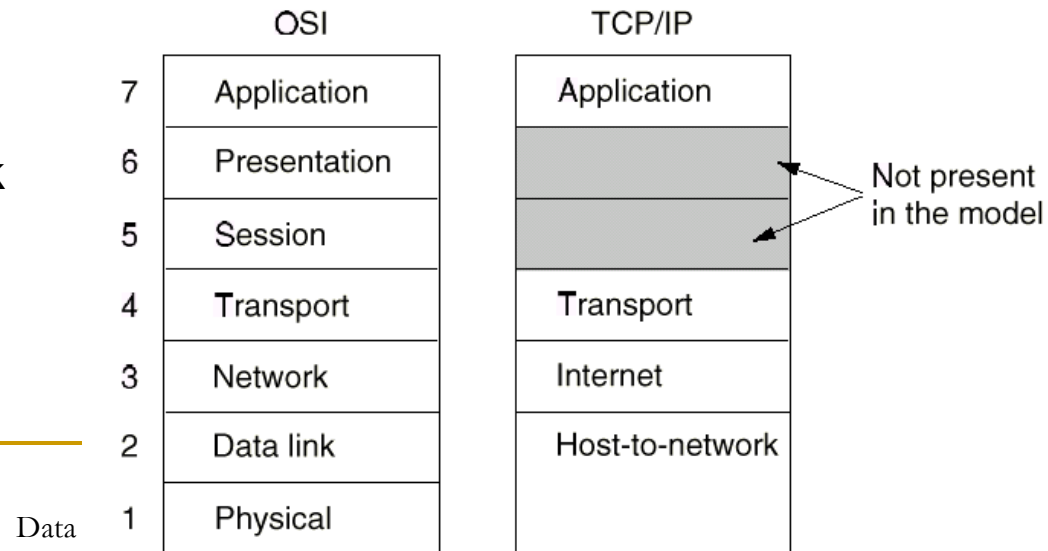 OSI TCP/IP
7 Application Application
6 Presentation
Not present
in the model
5 Session
4 Transport Transport
3 Network Internet
2 Data link Host-to-network
1 Physical
Data